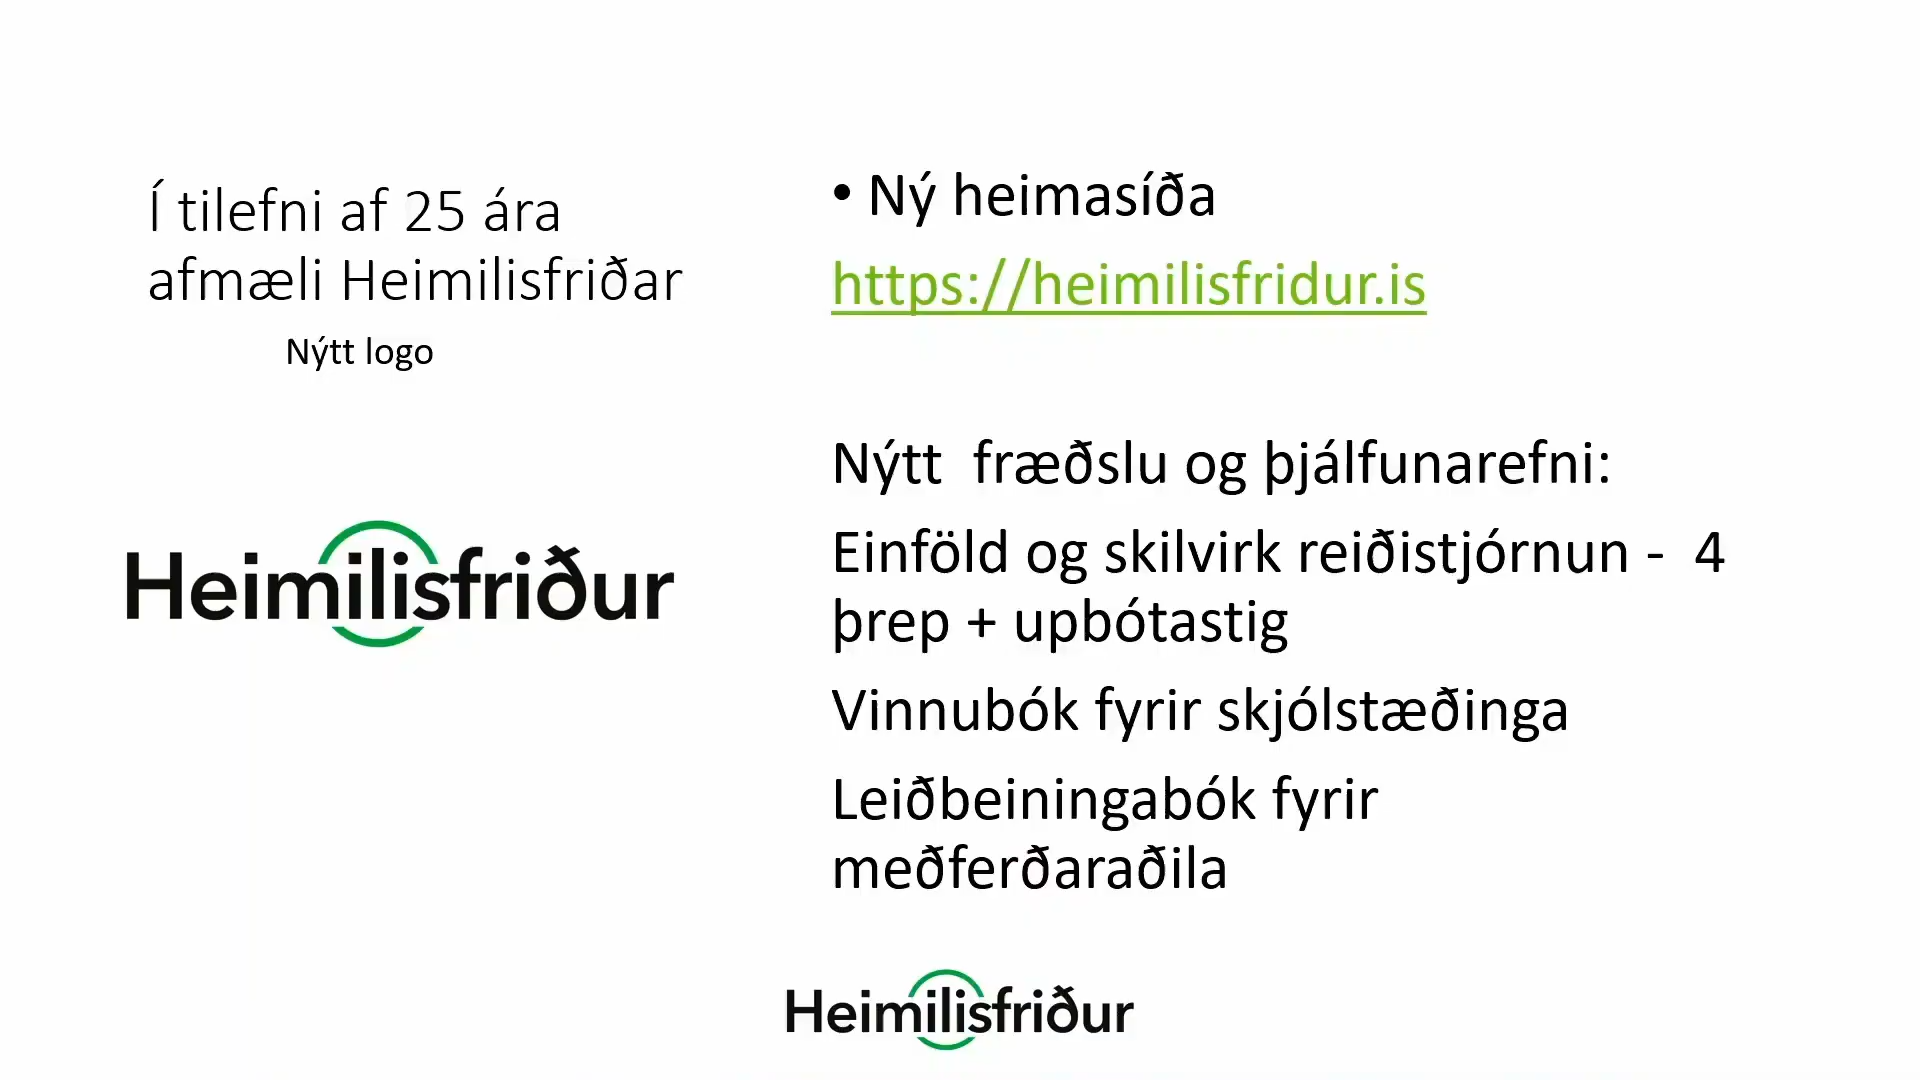 Í tilefni af 25 ára
afmæli Heimilisfriðar
Nýtt logo
Heimilisfriður
• Ný heimasíða
https://heimilisfridur.is
Nýtt  fræðslu og þjálfunarefni:
Einföld og skilvirk reiðistjórnun -  4
þrep + upbótastig
Vinnubók fyrir skjólstæðinga
Leiðbeiningabók fyrir
meðferðaraðila
Heimilisfriður